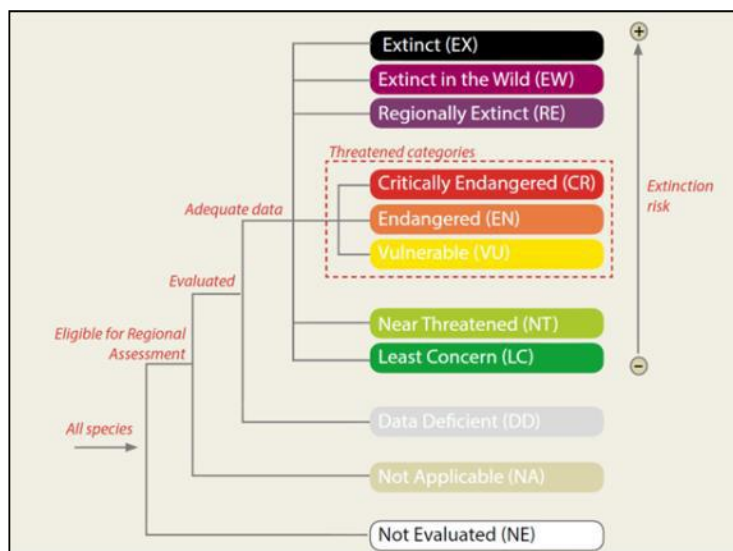 Extinct (EX)
Extinct in the Wild (EW)
Regionally Extinct (RE)
Threatened categories
Critically Endangered (CR)
Endangered (EN)
Vulnerable (VU)
Adequate data
Extinction
risk
Evaluated
Near Threatened (NT)
Least Concern (LC)
Eligible for Regional
Assessment
Data Deficient (DD)
All species
Not Applicable (NA)
Not Evaluated (NE)
+
−